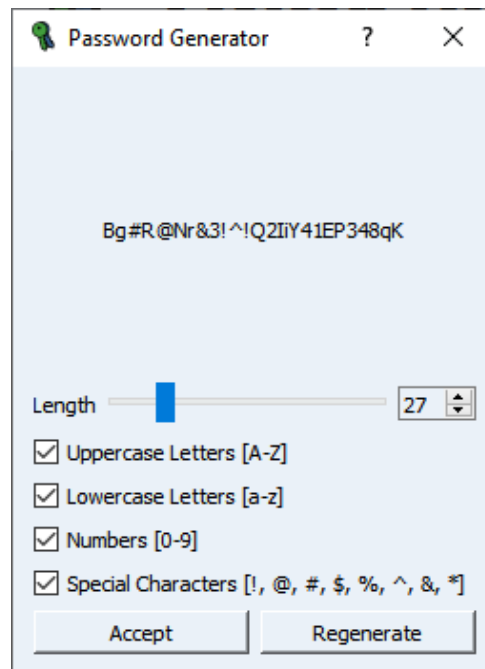 Password Generator ?
Bg#R@Nr&3!^!Q2IiY41EP348qK
Length 27
Uppercase Letters [A-Z]
Lowercase Letters [a-z]
Numbers [0-9]
Special Characters [!, @, #, $, %, ^, &, *]
Accept Regenerate